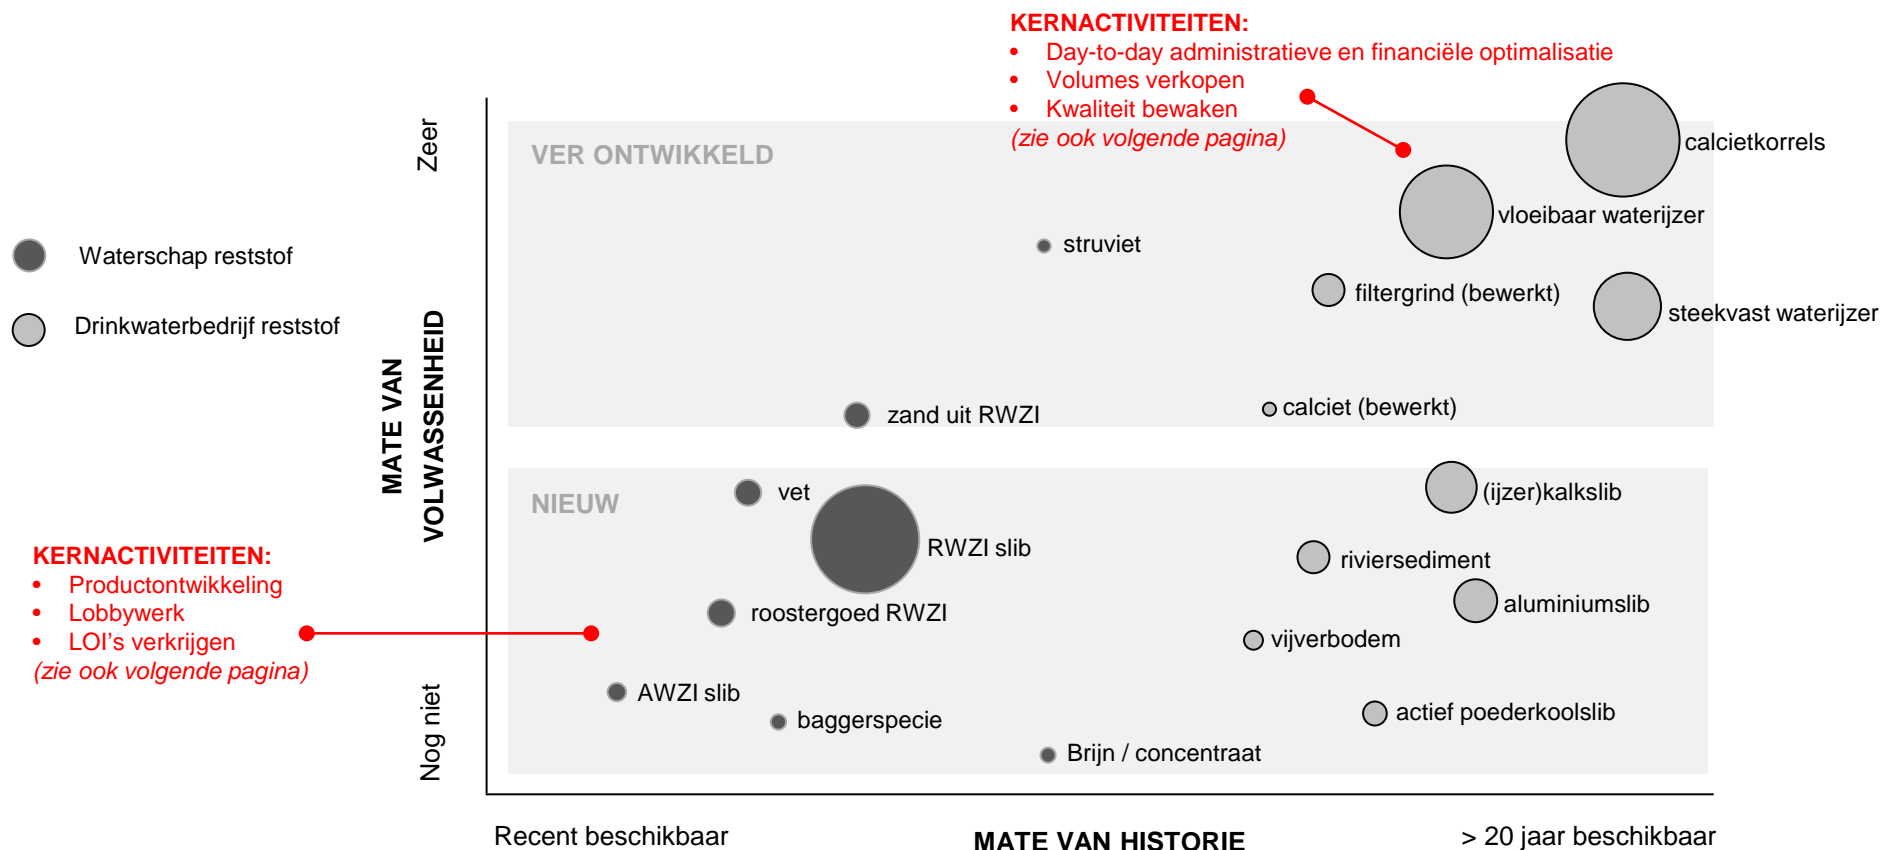 KERNACTIVITEITEN:
• Day-to-day administratieve en financiële optimalisatie
• Volumes verkopen
• Kwaliteit bewaken
(zie ook volgende pagina)
Zeer
VER ONTWIKKELD
calcietkorrels
vloeibaar waterijzer
struviet
Waterschap reststof
filtergrind (bewerkt)
steekvast waterijzer
Drinkwaterbedrijf reststof
MATE VAN
VOLWASSENHEID
zand uit RWZI
calciet (bewerkt)
NIEUW
vet
(ijzer)kalkslib
RWZI slib
riviersediment
KERNACTIVITEITEN:
• Productontwikkeling
• Lobbywerk
• LOI's verkrijgen
(zie ook volgende pagina)
roostergoed RWZI
aluminiumslib
vijverbodem
AWZI slib
baggerspecie
actief poederkoolslib
Nog niet
Brijn / concentraat
Recent beschikbaar
MATE VAN HISTORIE
> 20 jaar beschikbaar